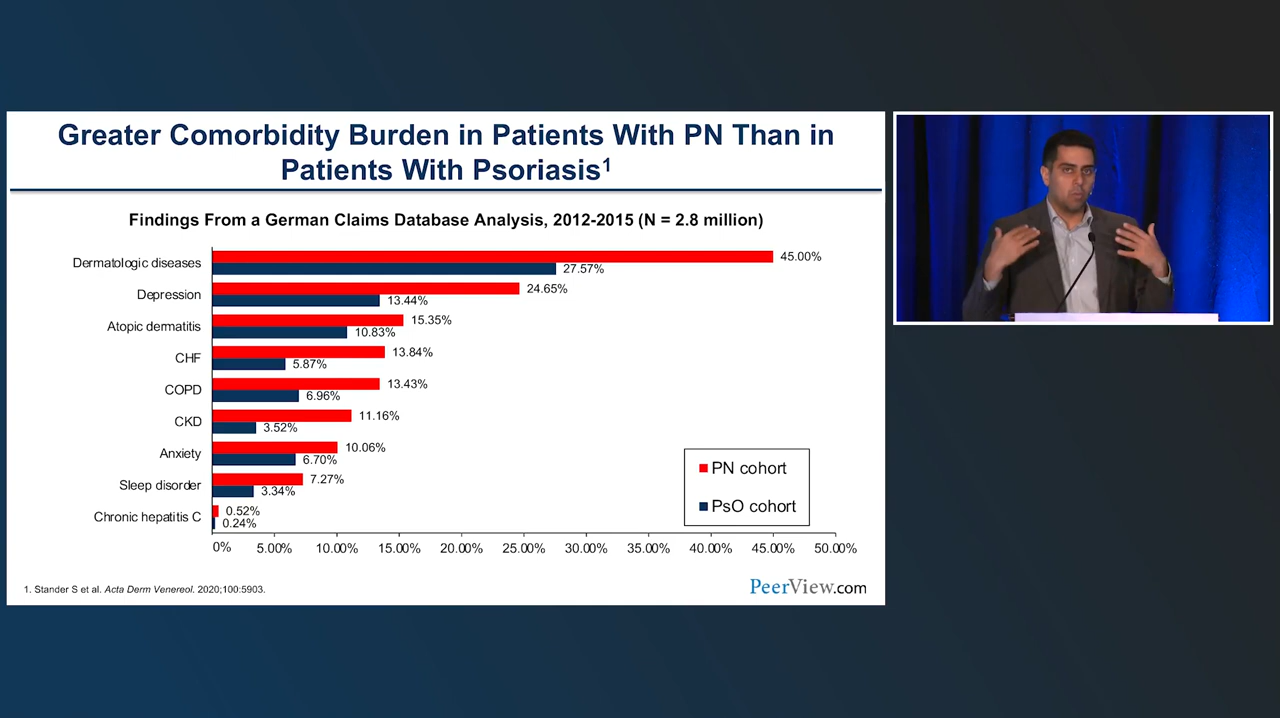 Greater Comorbidity Burden in Patients With PN Than in
Patients With Psoriasis1
Findings From a German Claims Database Analysis, 2012-2015 (N = 2.8 million)
Dermatologic diseases 45.00%
27.57%
Depression 24.65%
13.44%
Atopic dermatitis 15.35%
10.83%
CHF 13.84%
5.87%
COPD 13.43%
6.96%
CKD 11.16%
3.52%
Anxiety 10.06%
6.70%
Sleep disorder 7.27%
3.34%
Chronic hepatitis C 0.52%
0.24%
PN cohort
PsO cohort
0% 5.00% 10.00% 15.00% 20.00% 25.00% 30.00% 35.00% 40.00% 45.00% 50.00%
1. Stander S et al. Acta Derm Venereol. 2020;100:5903.
PeerView.com